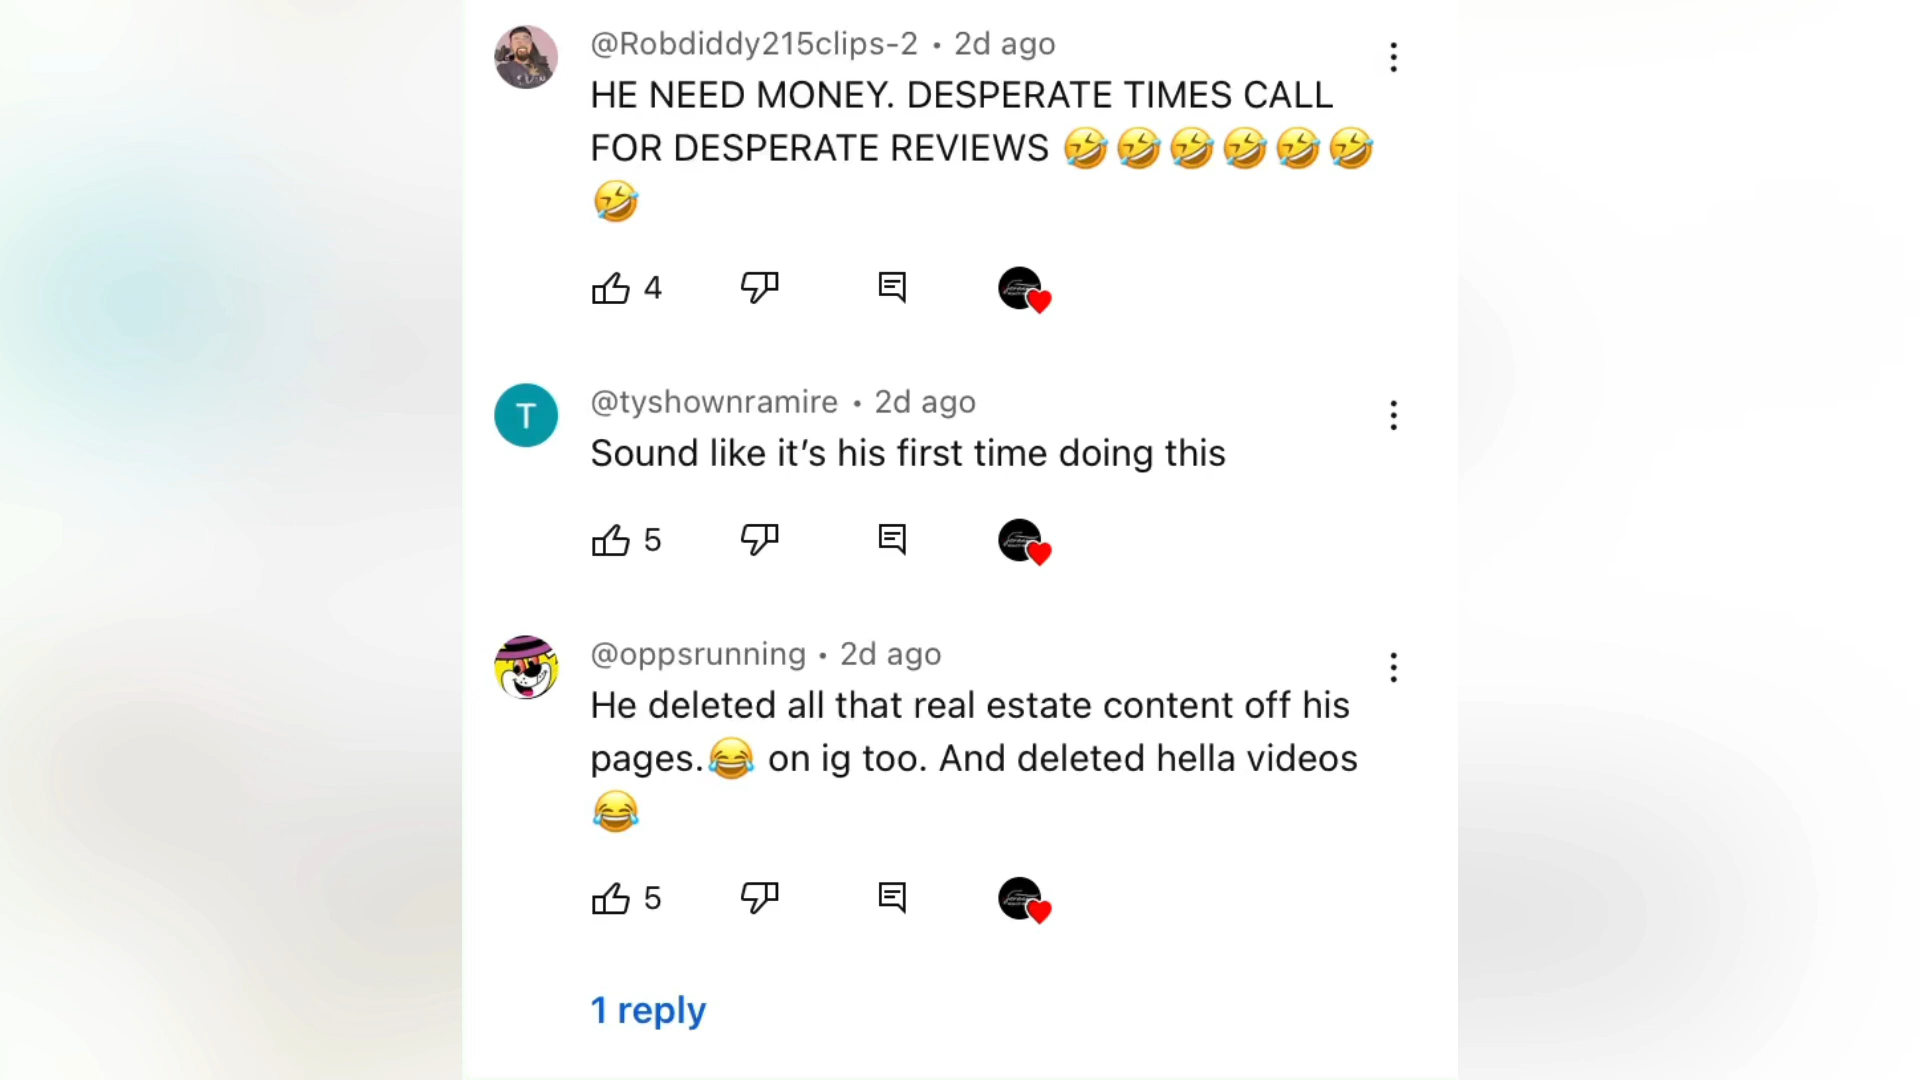 @Robdiddy215clips-2 • 2d ago
HE NEED MONEY. DESPERATE TIMES CALL
FOR DESPERATE REVIEWS 🤣🤣🤣🤣🤣🤣
🤣
4
@tyshownramire • 2d ago
T
Sound like it’s his first time doing this
5
@oppsrunning • 2d ago
He deleted all that real estate content off his
pages.😂 on ig too. And deleted hella videos
😂
5
1 reply